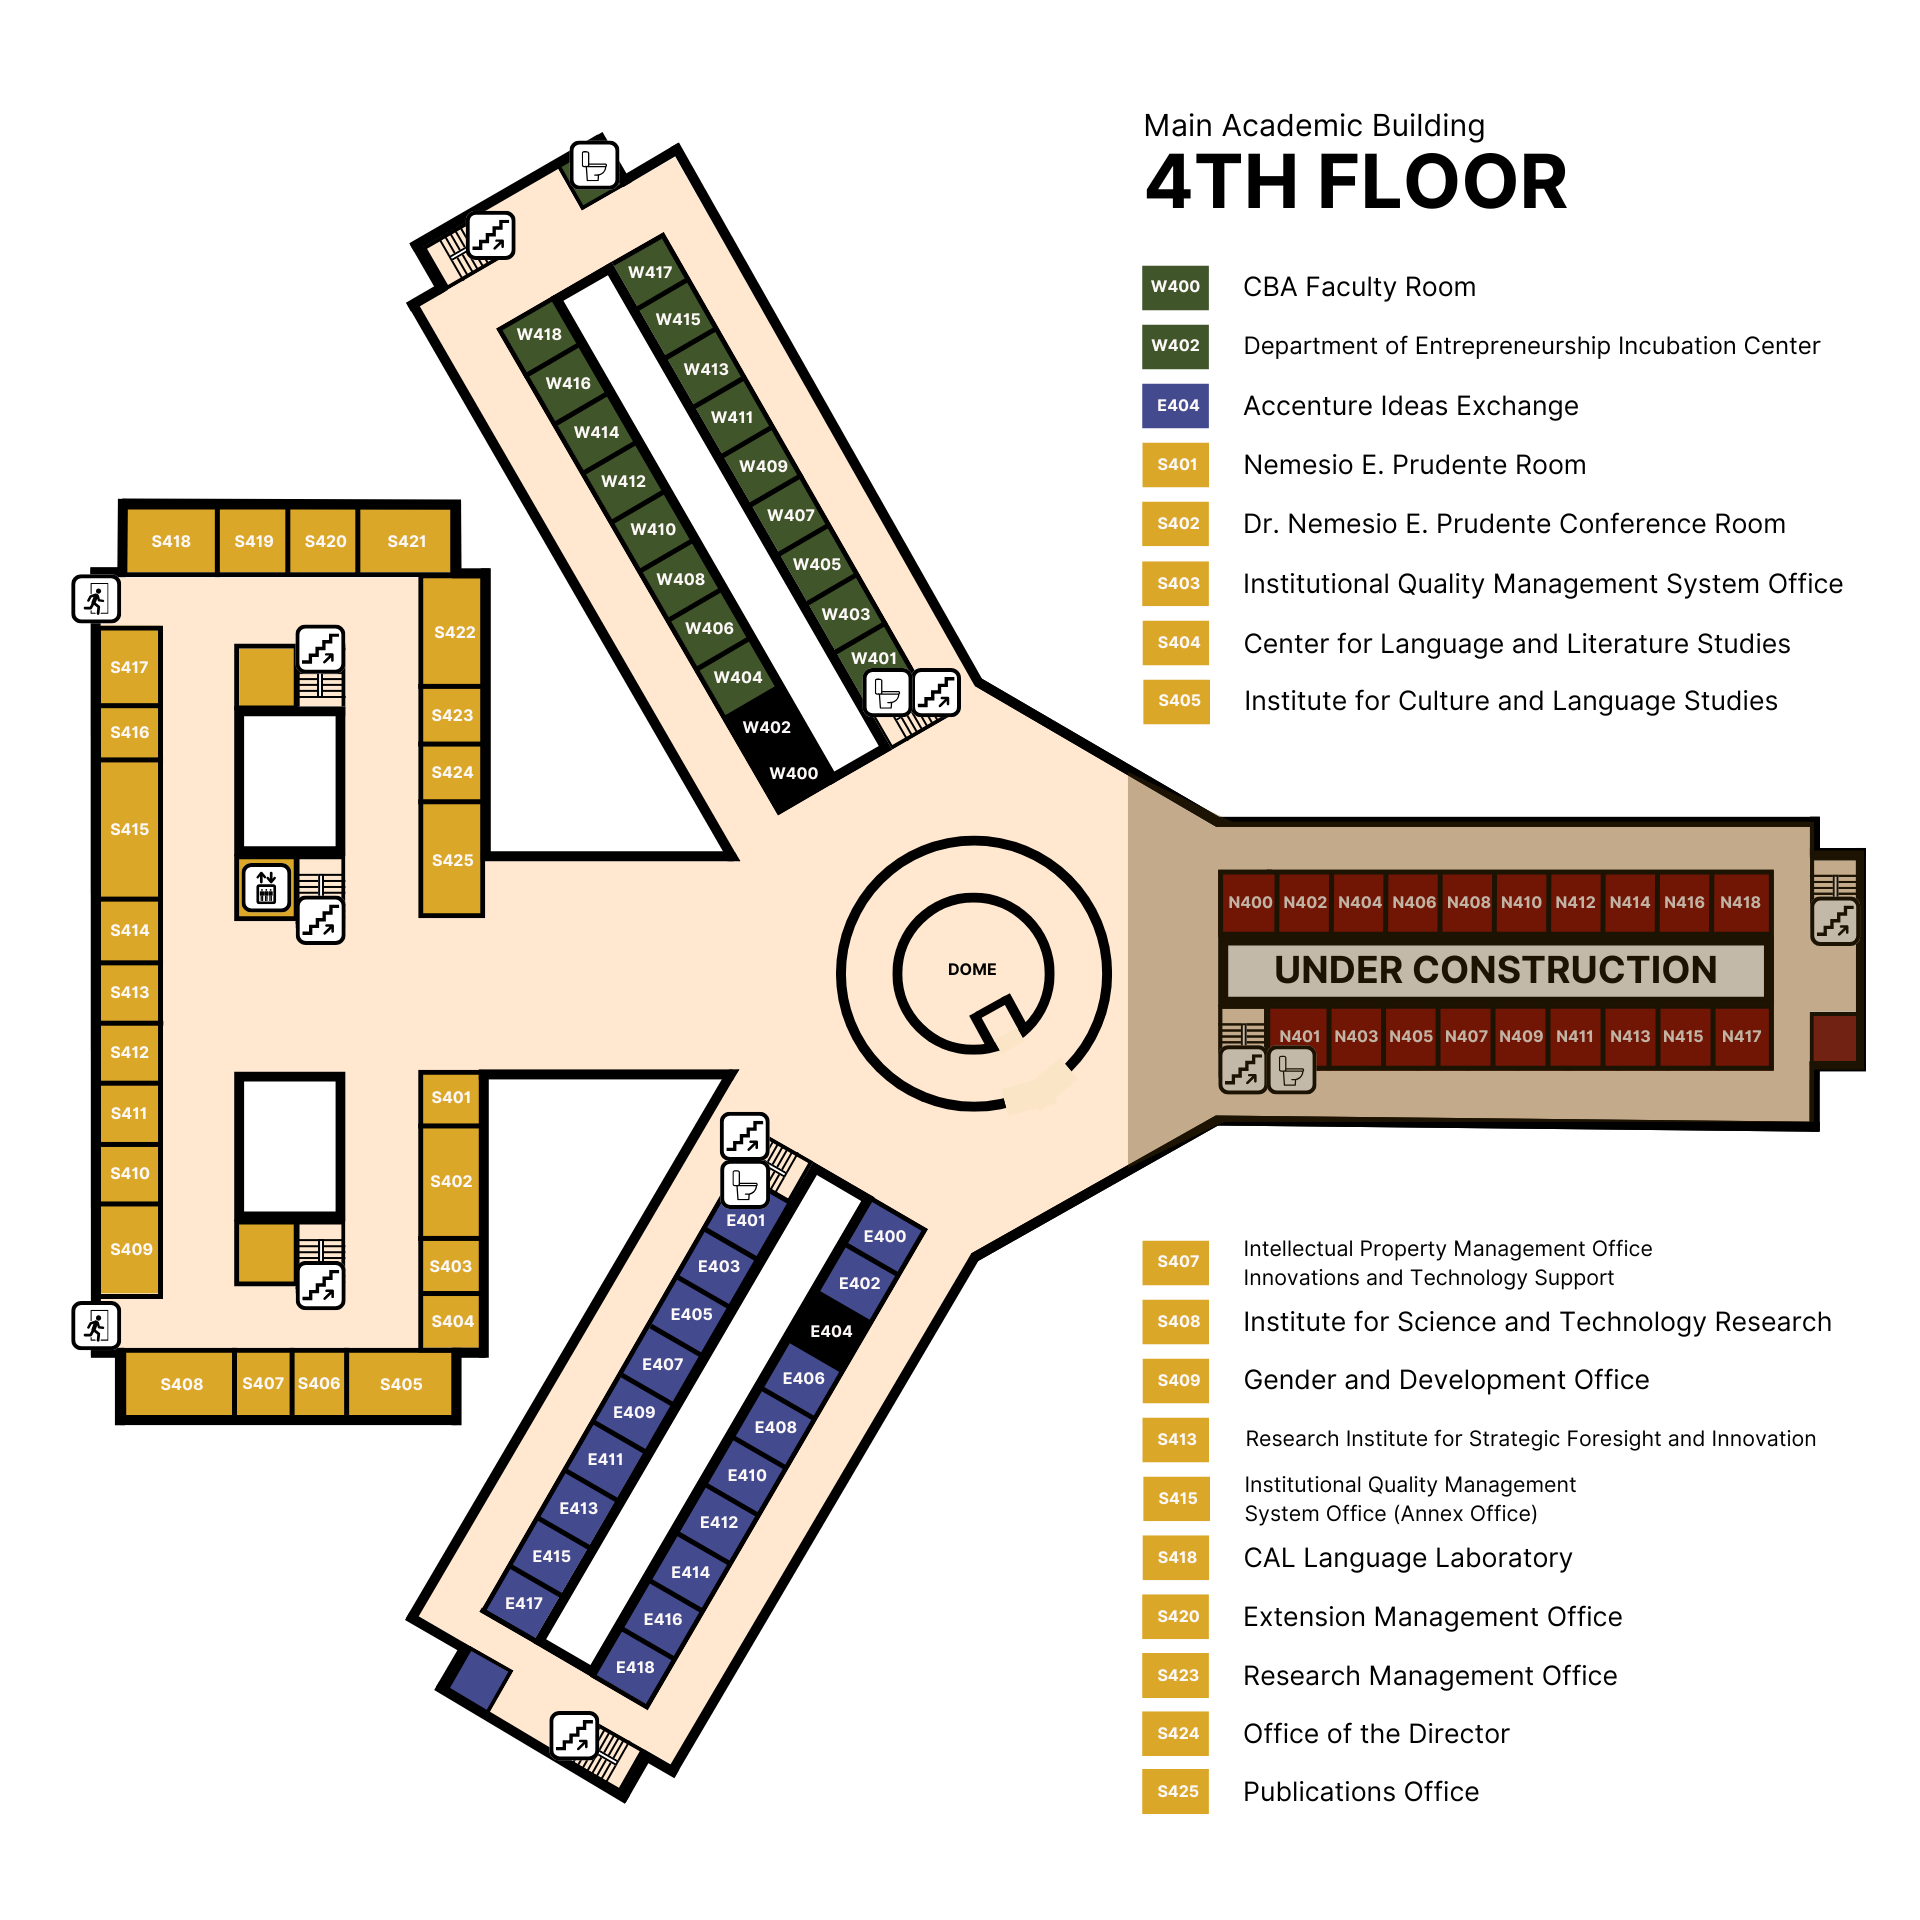 Main Academic Building
4TH FLOOR
W400 CBA Faculty Room
W402 Department of Entrepreneurship Incubation Center
E404 Accenture Ideas Exchange
S401 Nemesio E. Prudente Room
S402 Dr. Nemesio E. Prudente Conference Room
S403 Institutional Quality Management System Office
S404 Center for Language and Literature Studies
S405 Institute for Culture and Language Studies
W417
W415
W413
W411
W409
W407
W405
W403
W401
W418
W416
W414
W412
W410
W408
W406
W404
W402
W400
S418 S419 S420 S421
S422
S423
S424
S425
S417
S416
S415
S414
S413
S412
S411
S410
S409
S401
S402
S403
S404
S408 S407 S406 S405
DOME
N400 N402 N404 N406 N408 N410 N412 N414 N416 N418
UNDER CONSTRUCTION
N401 N403 N405 N407 N409 N411 N413 N415 N417
E401
E403
E405
E407
E409
E411
E413
E415
E417
E400
E402
E404
E406
E408
E410
E412
E414
E416
E418
S407 Intellectual Property Management Office
Innovations and Technology Support
S408 Institute for Science and Technology Research
S409 Gender and Development Office
S413 Research Institute for Strategic Foresight and Innovation
S415 Institutional Quality Management
System Office (Annex Office)
S418 CAL Language Laboratory
S420 Extension Management Office
S423 Research Management Office
S424 Office of the Director
S425 Publications Office